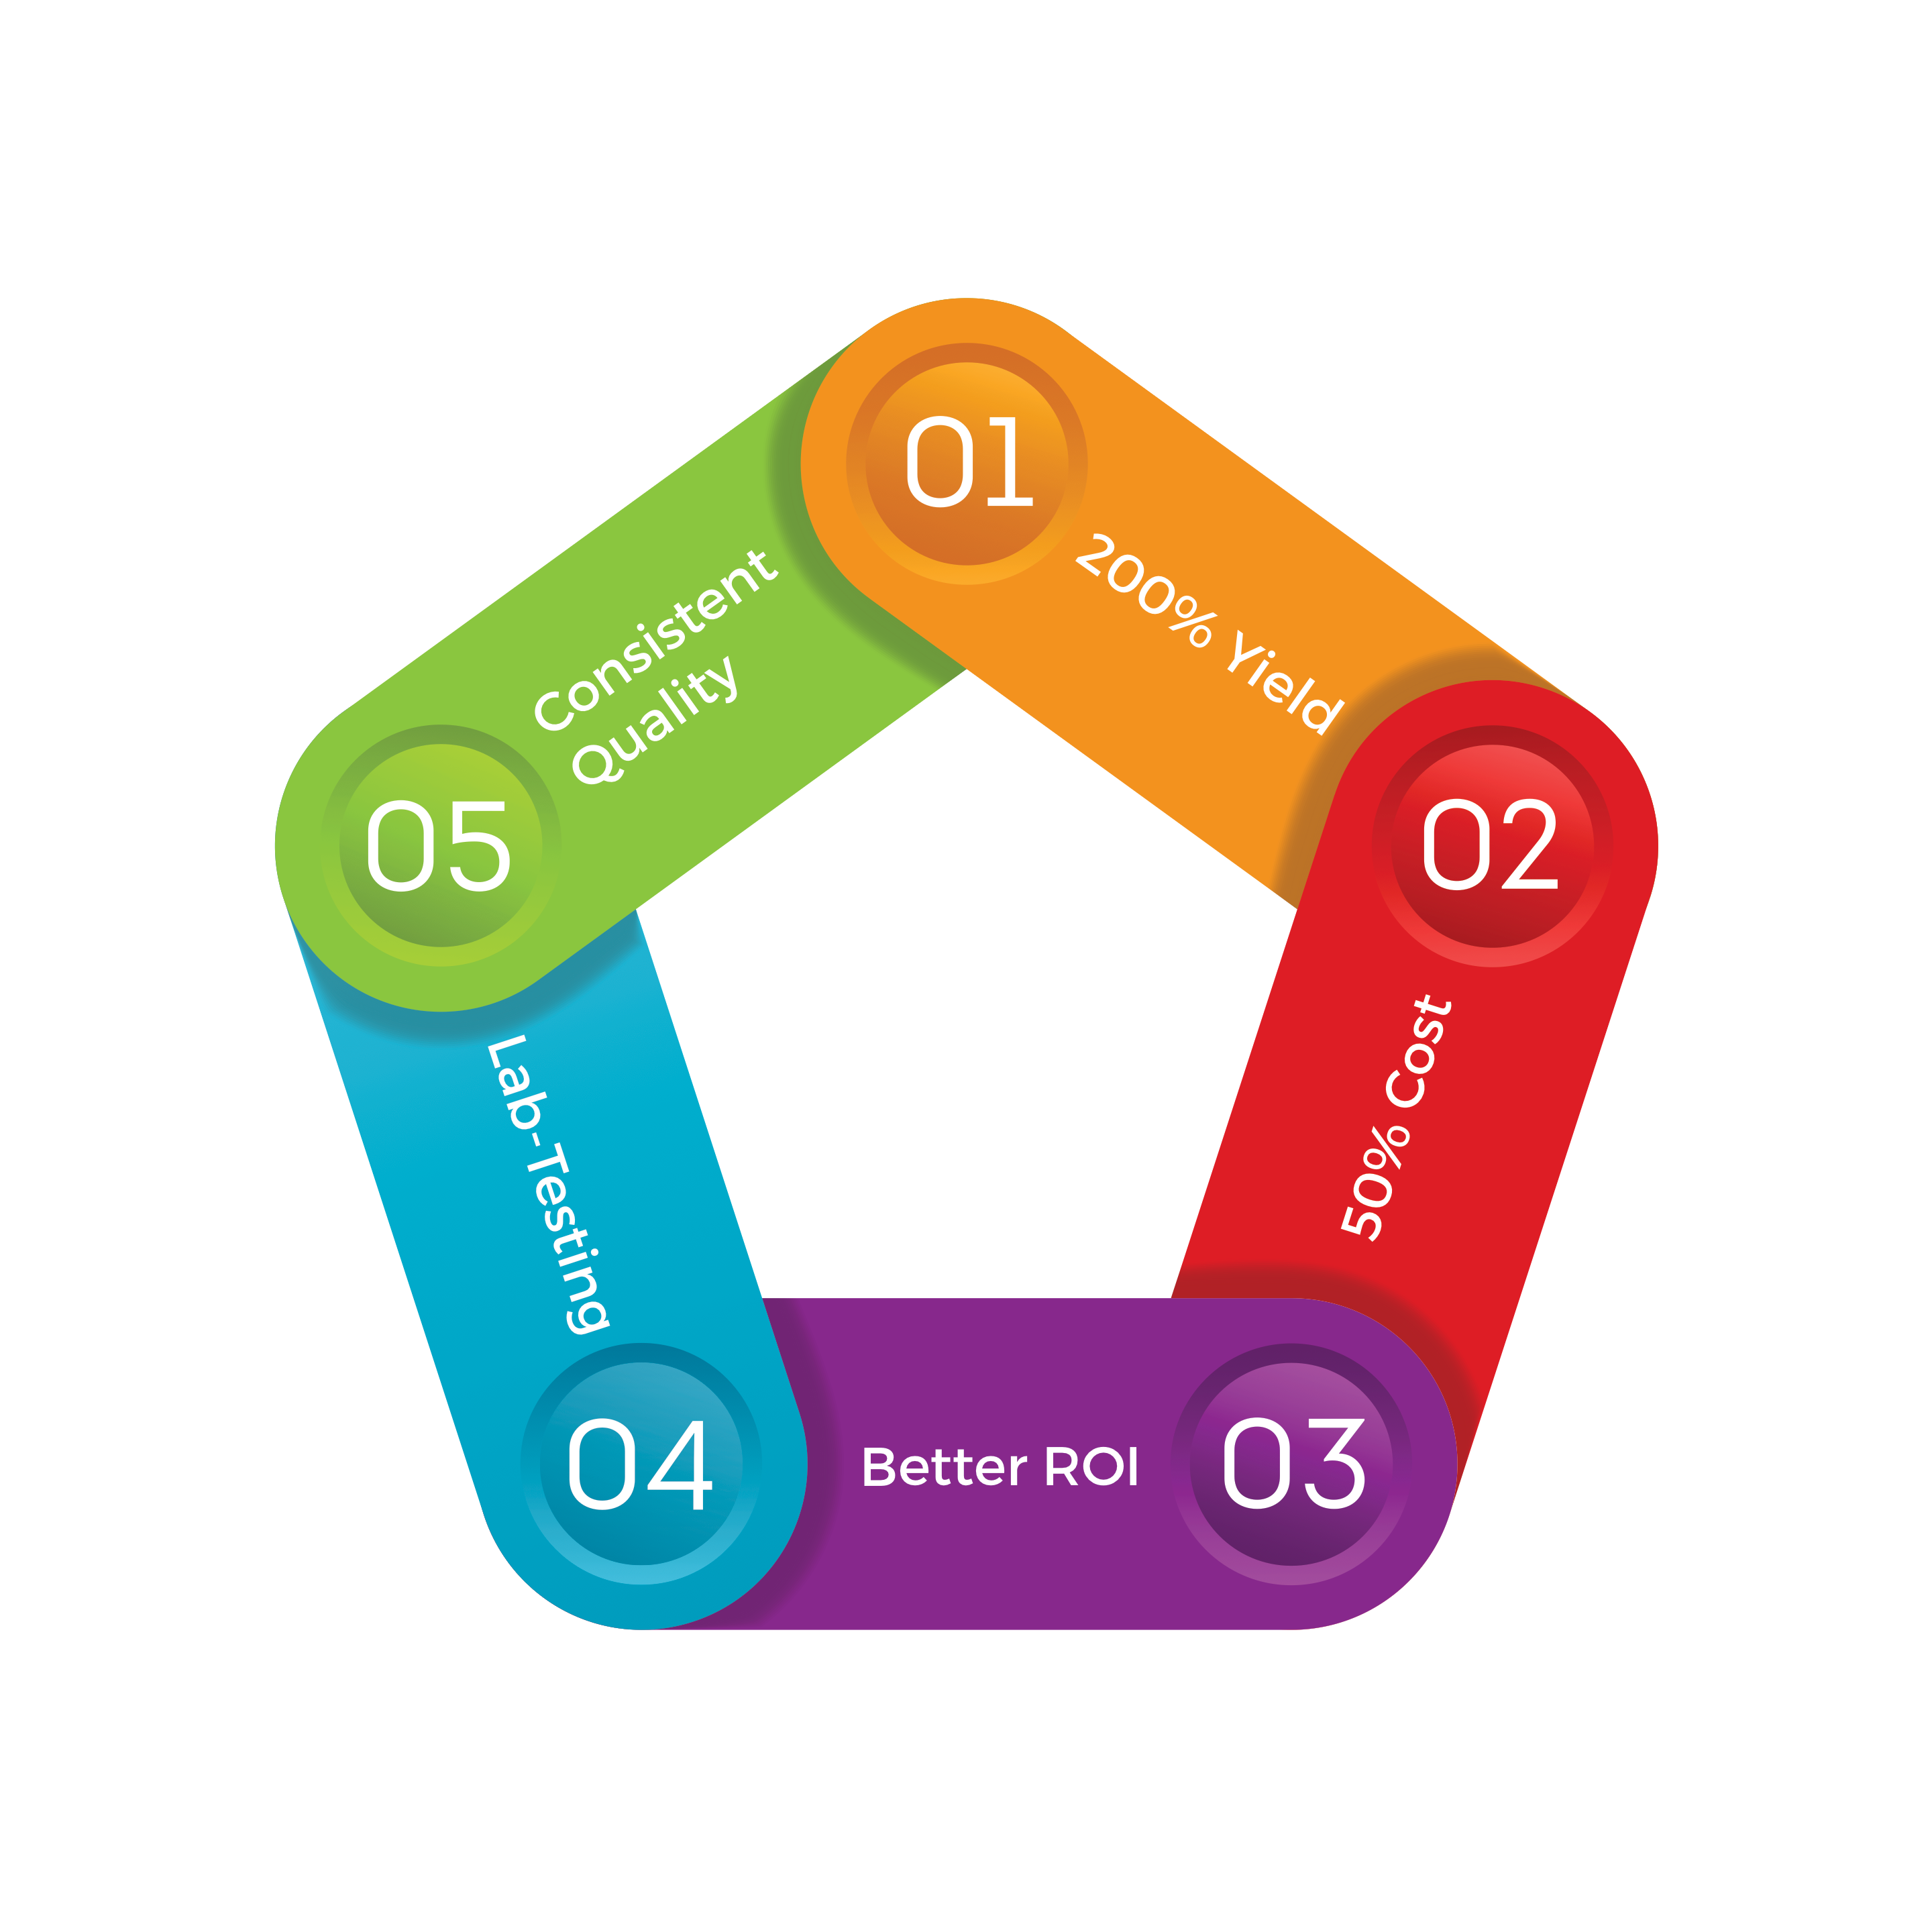 01
200% Yield
02
50% Cost
03
Better ROI
04
Lab-Testing
05
Consistent
Quality